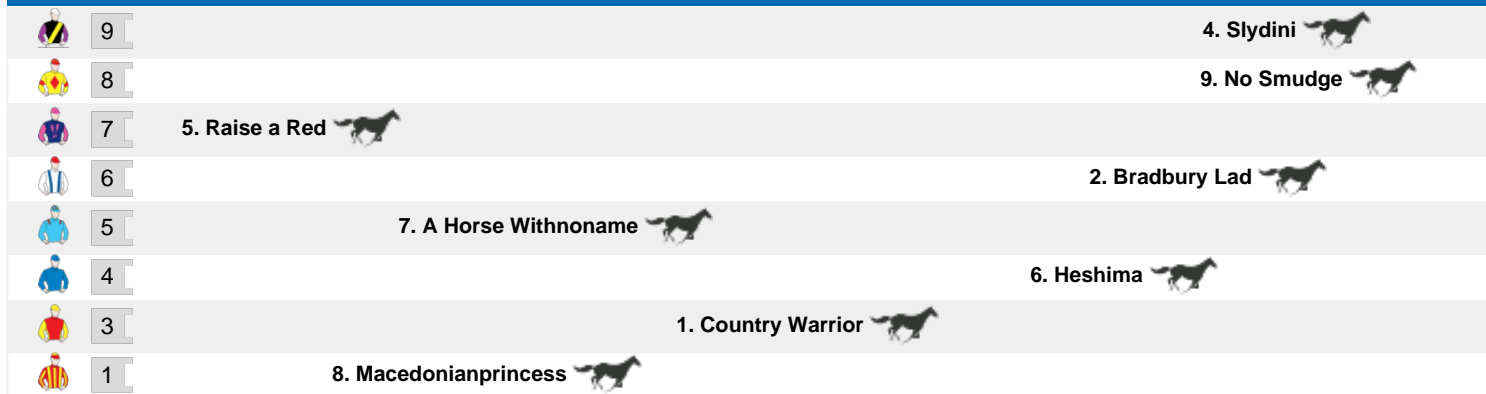 9 4. Slydini
8 9. No Smudge
7 5. Raise a Red
6 2. Bradbury Lad
5 7. A Horse Withnoname
4 6. Heshima
3 1. Country Warrior
1 8. Macedonianprincess